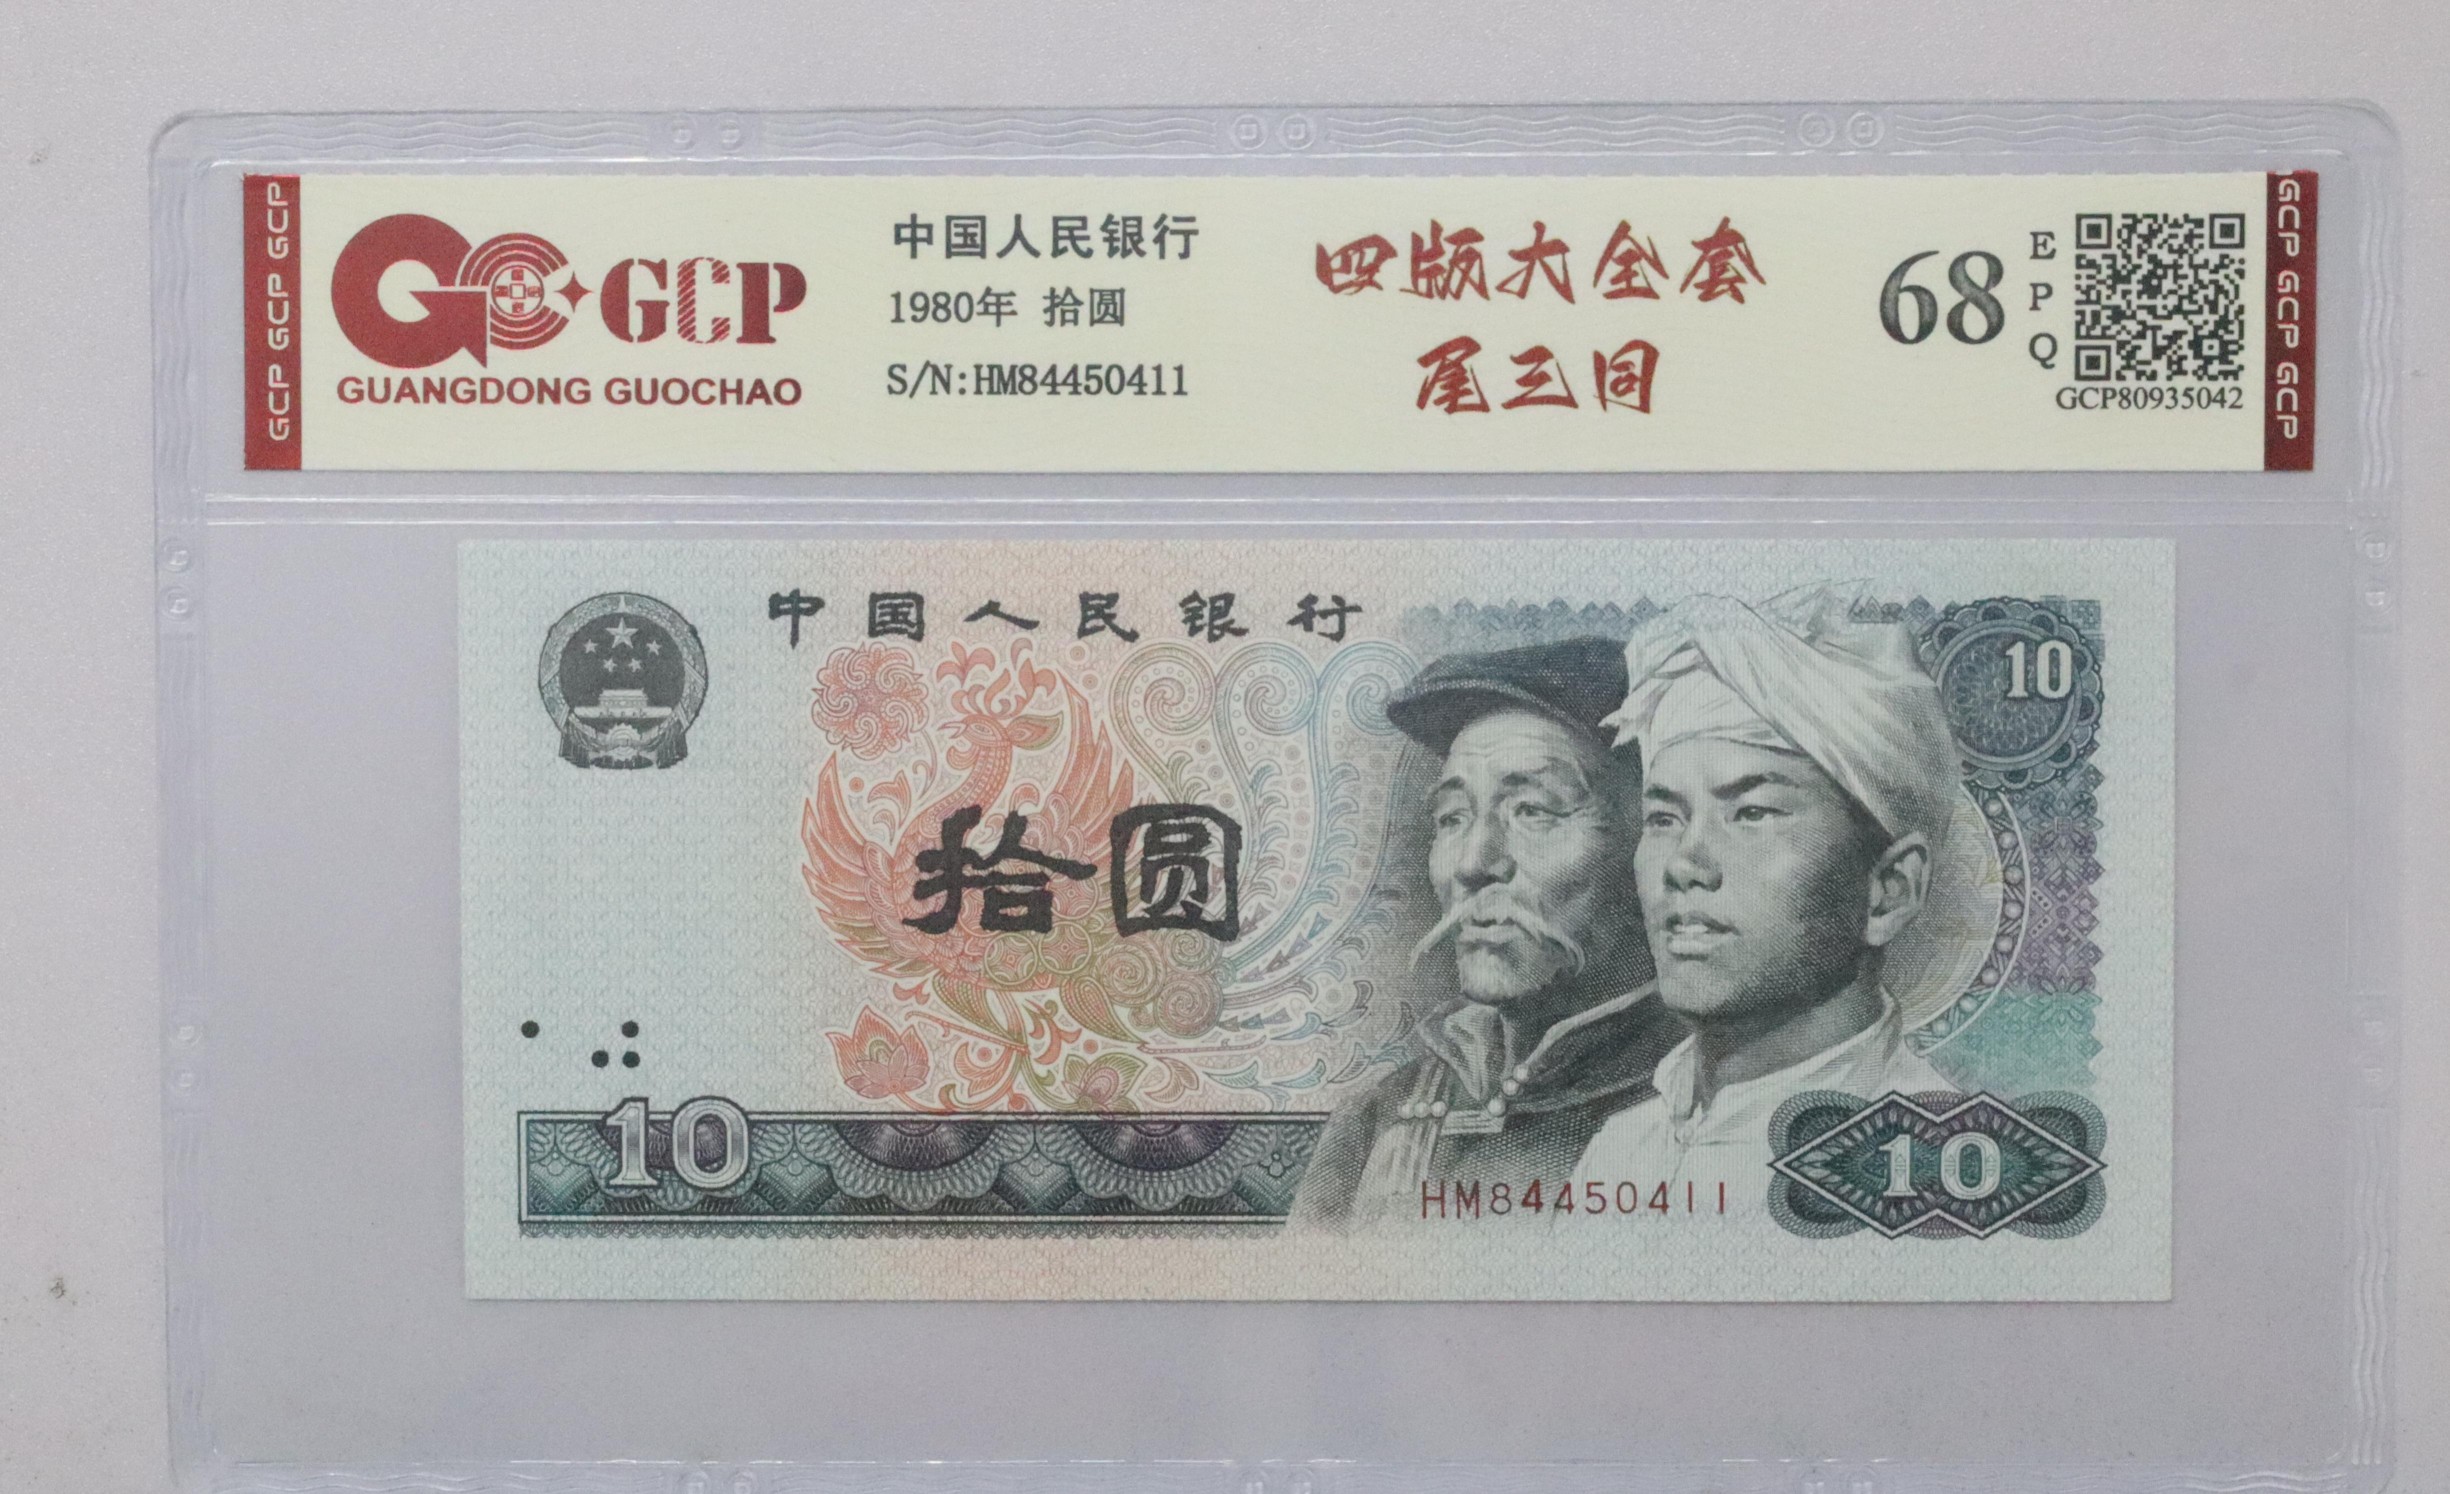 GCP GCP GCP
GCP
GUANGDONG GUOCHAO
中国人民银行
1980年 拾圆
S/N:HM84450411
四版大全套
尾三同
68
EPQ
GCP80935042
GCP GCP GCP
中国人民银行
10
拾圆
10
HM84450411
10